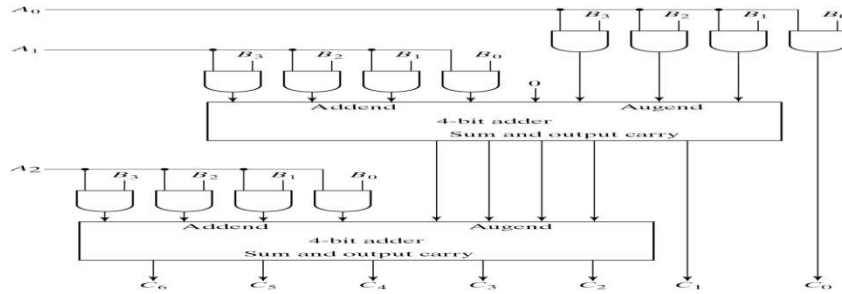 A0
B3 B2 B1 B0
A1
B3 B2 B1 B0
0
Addend Augend
4-bit adder
Sum and output carry
A2
B3 B2 B1 B0
Addend Augend
4-bit adder
Sum and output carry
C6 C5 C4 C3 C2 C1 C0